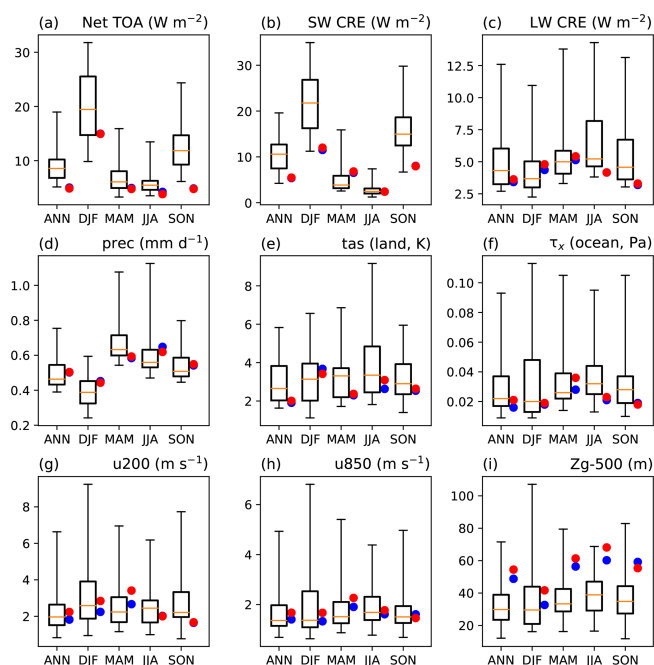 (a) Net TOA (W m⁻²)
30
20
10
ANN DJF MAM JJA SON
(b) SW CRE (W m⁻²)
30
20
10
0
ANN DJF MAM JJA SON
(c) LW CRE (W m⁻²)
12.5
10.0
7.5
5.0
2.5
ANN DJF MAM JJA SON
(d) prec (mm d⁻¹)
1.0
0.8
0.6
0.4
0.2
ANN DJF MAM JJA SON
(e) tas (land, K)
8
6
4
2
ANN DJF MAM JJA SON
(f) τₓ (ocean, Pa)
0.10
0.08
0.06
0.04
0.02
ANN DJF MAM JJA SON
(g) u200 (m s⁻¹)
8
6
4
2
ANN DJF MAM JJA SON
(h) u850 (m s⁻¹)
6
4
2
ANN DJF MAM JJA SON
(i) Zg-500 (m)
100
80
60
40
20
ANN DJF MAM JJA SON